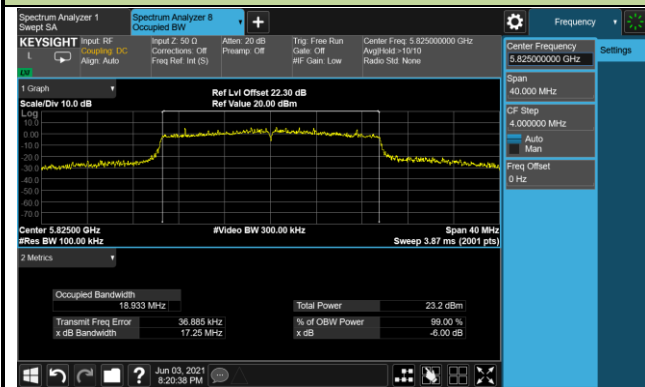 Spectrum Analyzer 1
Swept SA
Spectrum Analyzer 8
Occupied BW
Frequency
KEYSIGHT
L
Input: RF
Coupling: DC
Align: Auto
Input Z: 50 Ω
Corrections: Off
Freq Ref: Int (S)
Atten: 20 dB
Preamp: Off
Trig: Free Run
Gate: Off
#IF Gain: Low
Center Freq: 5.825000000 GHz
Avg|Hold:>10/10
Radio Std: None
Center Frequency
5.825000000 GHz
Settings
Span
40.000 MHz
CF Step
4.000000 MHz
Auto
Man
Freq Offset
0 Hz
1 Graph
Scale/Div 10.0 dB
Ref Lvl Offset 22.30 dB
Ref Value 20.00 dBm
Log
10.0
0.00
-10.0
-20.0
-30.0
-40.0
-50.0
-60.0
-70.0
Center 5.82500 GHz
#Res BW 100.00 kHz
#Video BW 300.00 kHz
Span 40 MHz
Sweep 3.87 ms (2001 pts)
2 Metrics
Occupied Bandwidth
18.933 MHz
Total Power 23.2 dBm
Transmit Freq Error 36.885 kHz
% of OBW Power 99.00 %
x dB Bandwidth 17.25 MHz
x dB -6.00 dB
Jun 03, 2021
8:20:38 PM